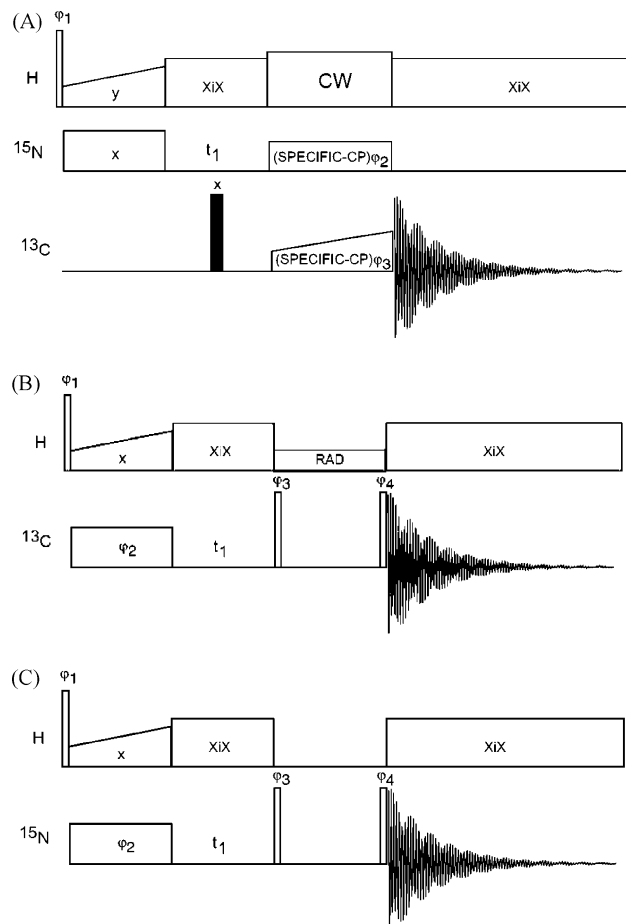 (A)
φ1
H
y
XiX
CW
XiX
15N
x
t1
(SPECIFIC-CP)φ2
x
13C
(SPECIFIC-CP)φ3
(B)
φ1
H
x
XiX
RAD
XiX
φ3
φ4
13C
φ2
t1
(C)
φ1
H
x
XiX
XiX
φ3
φ4
15N
φ2
t1